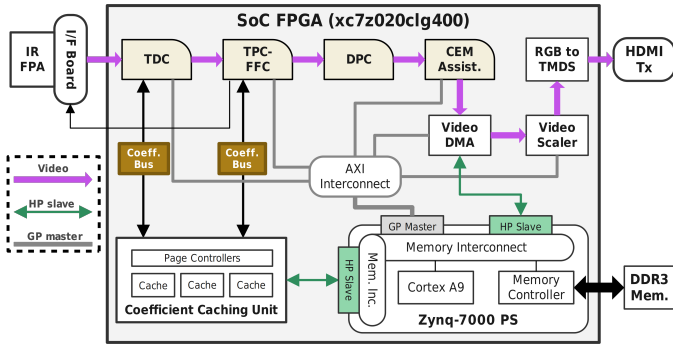 SoC FPGA (xc7z020clg400)
IR
FPA
I/F Board
TDC
TPC-
FFC
DPC
CEM
Assist.
RGB to
TMDS
HDMI
Tx
Coeff.
Bus
Coeff.
Bus
Video
DMA
Video
Scaler
AXI
Interconnect
Video
HP slave
GP master
GP Master
HP Slave
Page Controllers
Cache
Cache
Cache
Coefficient Caching Unit
HP Slave
Mem. Inc.
Memory Interconnect
Cortex A9
Memory
Controller
Zynq-7000 PS
DDR3
Mem.